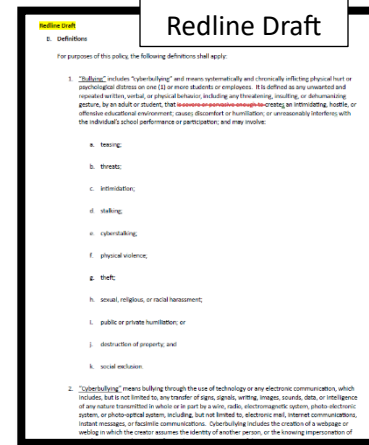 Redline Draft
Redline Draft
B. Definitions
For purposes of this policy, the following definitions shall apply:
1. "Bullying" includes "cyberbullying" and means systematically and chronically inflicting physical hurt or
psychological distress on one (1) or more students or employees. It is defined as any unwanted and
repeated written, verbal, or physical behavior, including any threatening, insulting, or dehumanizing
gesture, by an adult or student, that is severe or pervasive enough to creates an intimidating, hostile, or
offensive educational environment; causes discomfort or humiliation; or unreasonably interferes with
the individual's school performance or participation; and may involve:
a. teasing;
b. threats;
c. intimidation;
d. stalking;
e. cyberstalking;
f. physical violence;
g. theft;
h. sexual, religious, or racial harassment;
i. public or private humiliation; or
j. destruction of property; and
k. social exclusion.
2. "Cyberbullying" means bullying through the use of technology or any electronic communication, which
includes, but is not limited to, any transfer of signs, signals, writing, images, sounds, data, or intelligence
of any nature transmitted in whole or in part by a wire, radio, electromagnetic system, photo-electronic
system, or photo-optical system, including, but not limited to, electronic mail, internet communications,
instant messages, or facsimile communications. Cyberbullying includes the creation of a webpage or
weblog in which the creator assumes the identity of another person, or the knowing impersonation of